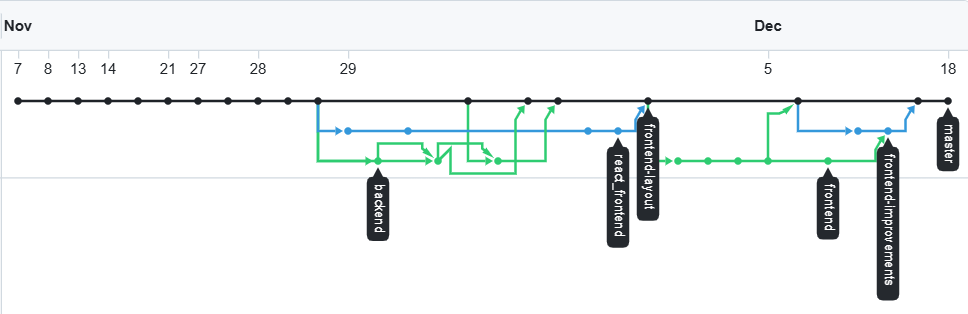 Nov Dec
7 8 13 14 21 27 28 29 5 18
backend
react_frontend
frontend-layout
frontend
frontend-improvements
master